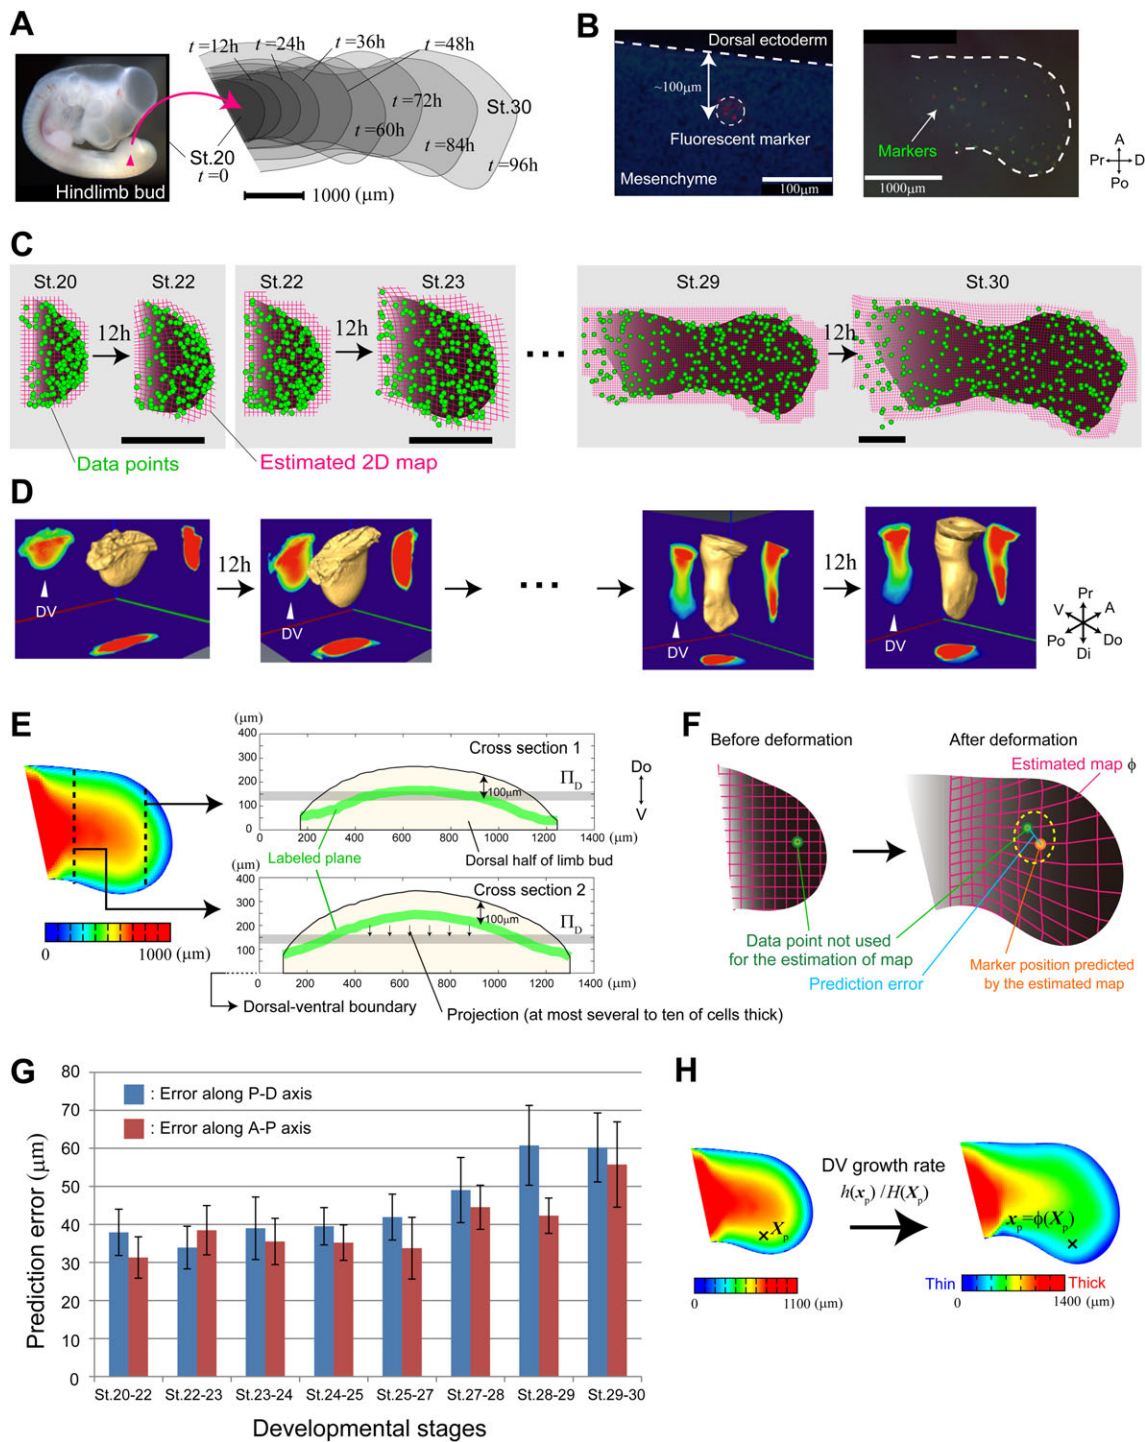 A
t =12h
t =24h
t =36h
t =48h
t =72h
t =60h
t =84h
t =96h
St.30
St.20
t =0
Hindlimb bud
1000 (μm)
B
Dorsal ectoderm
~100μm
Fluorescent marker
Mesenchyme
100μm
Markers
1000μm
A
Pr
D
Po
C
St.20
St.22
12h
St.22
St.23
12h
...
St.29
St.30
12h
Data points
Estimated 2D map
D
DV
12h
DV
...
DV
12h
DV
Pr
V
A
Po
Do
Di
E
0
1000 (μm)
(μm)
400
300
200
100
0
Cross section 1
Π_D
100μm
200 400 600 800 1000 1200 1400
(μm)
(μm)
Labeled plane
Dorsal half of limb bud
(μm)
400
300
200
100
0
Cross section 2
Π_D
100μm
200 400 600 800 1000 1200 1400
(μm)
(μm)
Dorsal-ventral boundary
Projection (at most several to ten of cells thick)
Do
V
F
Before deformation
After deformation
Estimated map ϕ
Data point not used
for the estimation of map
Prediction error
Marker position predicted
by the estimated map
G
80
70
60
50
40
30
20
10
0
Prediction error (μm)
: Error along P-D axis
: Error along A-P axis
St.20-22 St.22-23 St.23-24 St.24-25 St.25-27 St.27-28 St.28-29 St.29-30
Developmental stages
H
X_p
0
1100 (μm)
DV growth rate
h(x_p) /H(X_p)
x_p=ϕ(X_p)
Thin
Thick
0
1400 (μm)